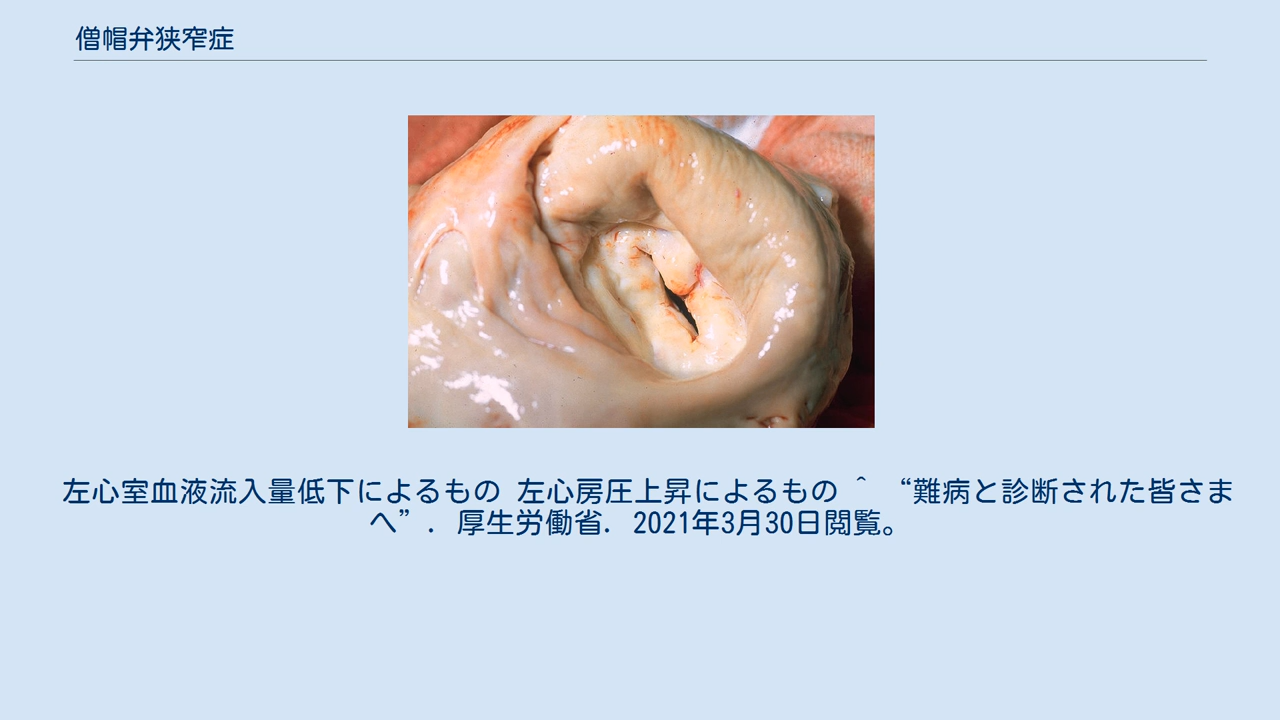 僧帽弁狭窄症
左心室血液流入量低下によるもの 左心房圧上昇によるもの ^ “難病と診断された皆さま
へ”. 厚生労働省. 2021年3月30日閲覧。